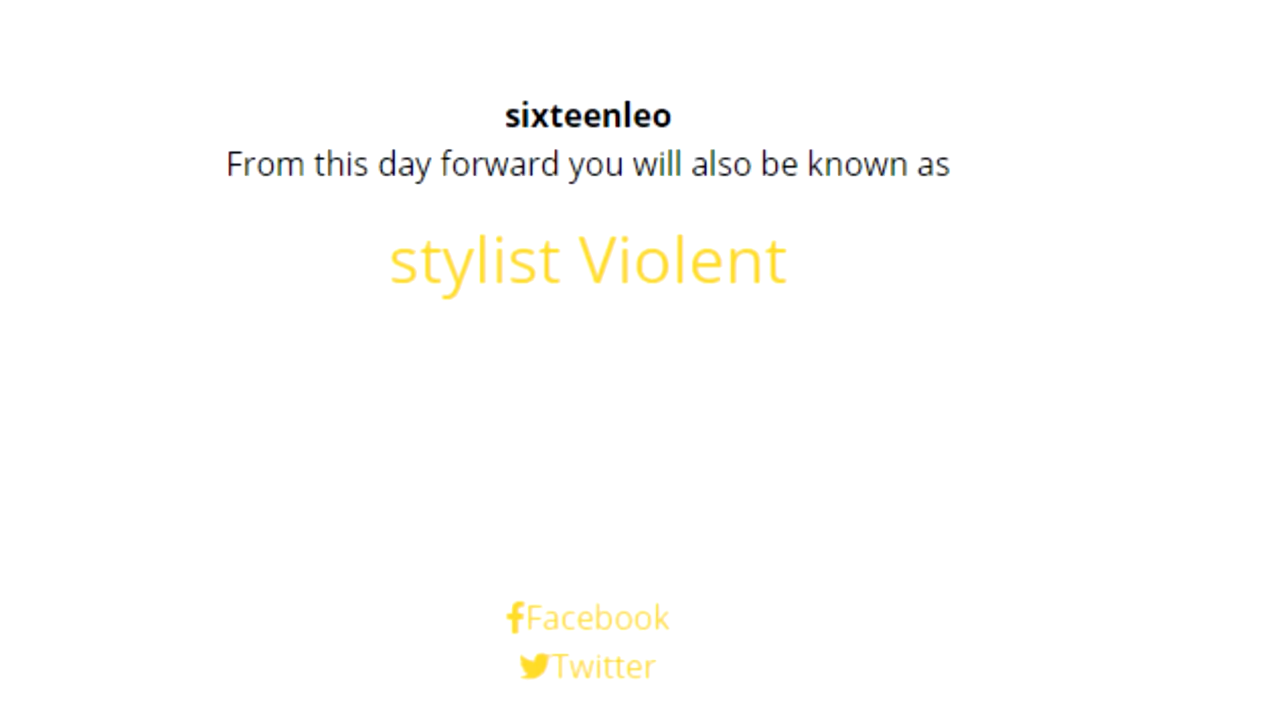 sixteenleo
From this day forward you will also be known as
stylist Violent
Facebook
Twitter